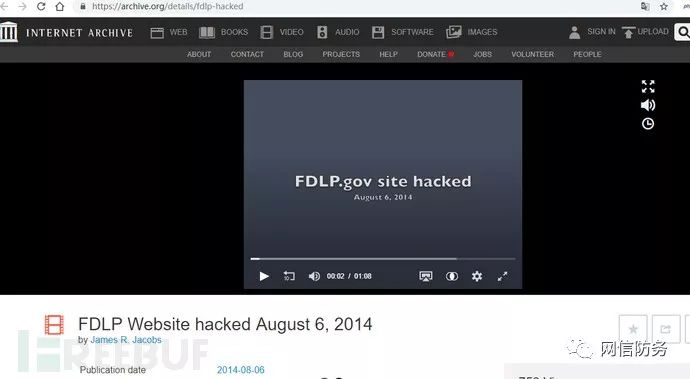 https://archive.org/details/fdlp-hacked
INTERNET ARCHIVE
WEB
BOOKS
VIDEO
AUDIO
SOFTWARE
IMAGES
SIGN IN
UPLOAD
ABOUT
CONTACT
BLOG
PROJECTS
HELP
DONATE
JOBS
VOLUNTEER
PEOPLE
FDLP.gov site hacked
August 6, 2014
10
00:02 / 01:08
FDLP Website hacked August 6, 2014
by James R. Jacobs
FREEBUF
网信防务
Publication date 2014-08-06